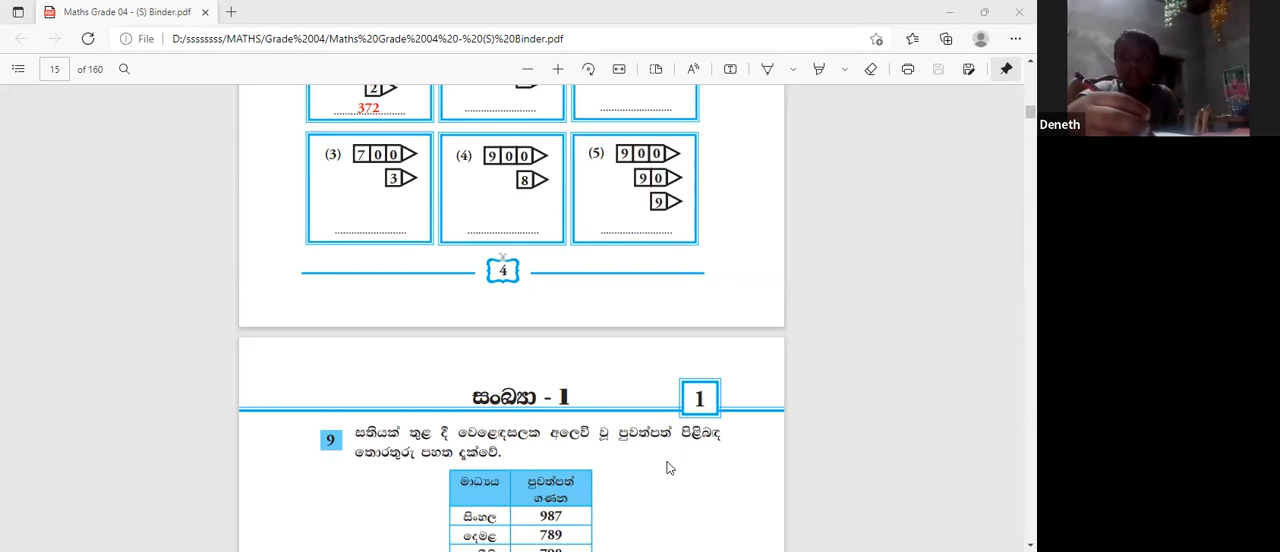 Maths Grade 04 - (S) Binder.pdf
File D:/ssssssss/MATHS/Grade%2004/Maths%20Grade%2004%20-%20(S)%20Binder.pdf
15 of 160
Deneth
2
372
(3) 700
3
(4) 900
8
(5) 900
90
9
4
සංඛ්‍යා - 1
1
9 සතියක් තුළ දී වෙළෙඳසලක අලෙවි වූ පුවත්පත් පිළිබඳ
තොරතුරු පහත දැක්වේ.
මාධ්‍යය පුවත්පත්
ගණන
සිංහල 987
දෙමළ 789